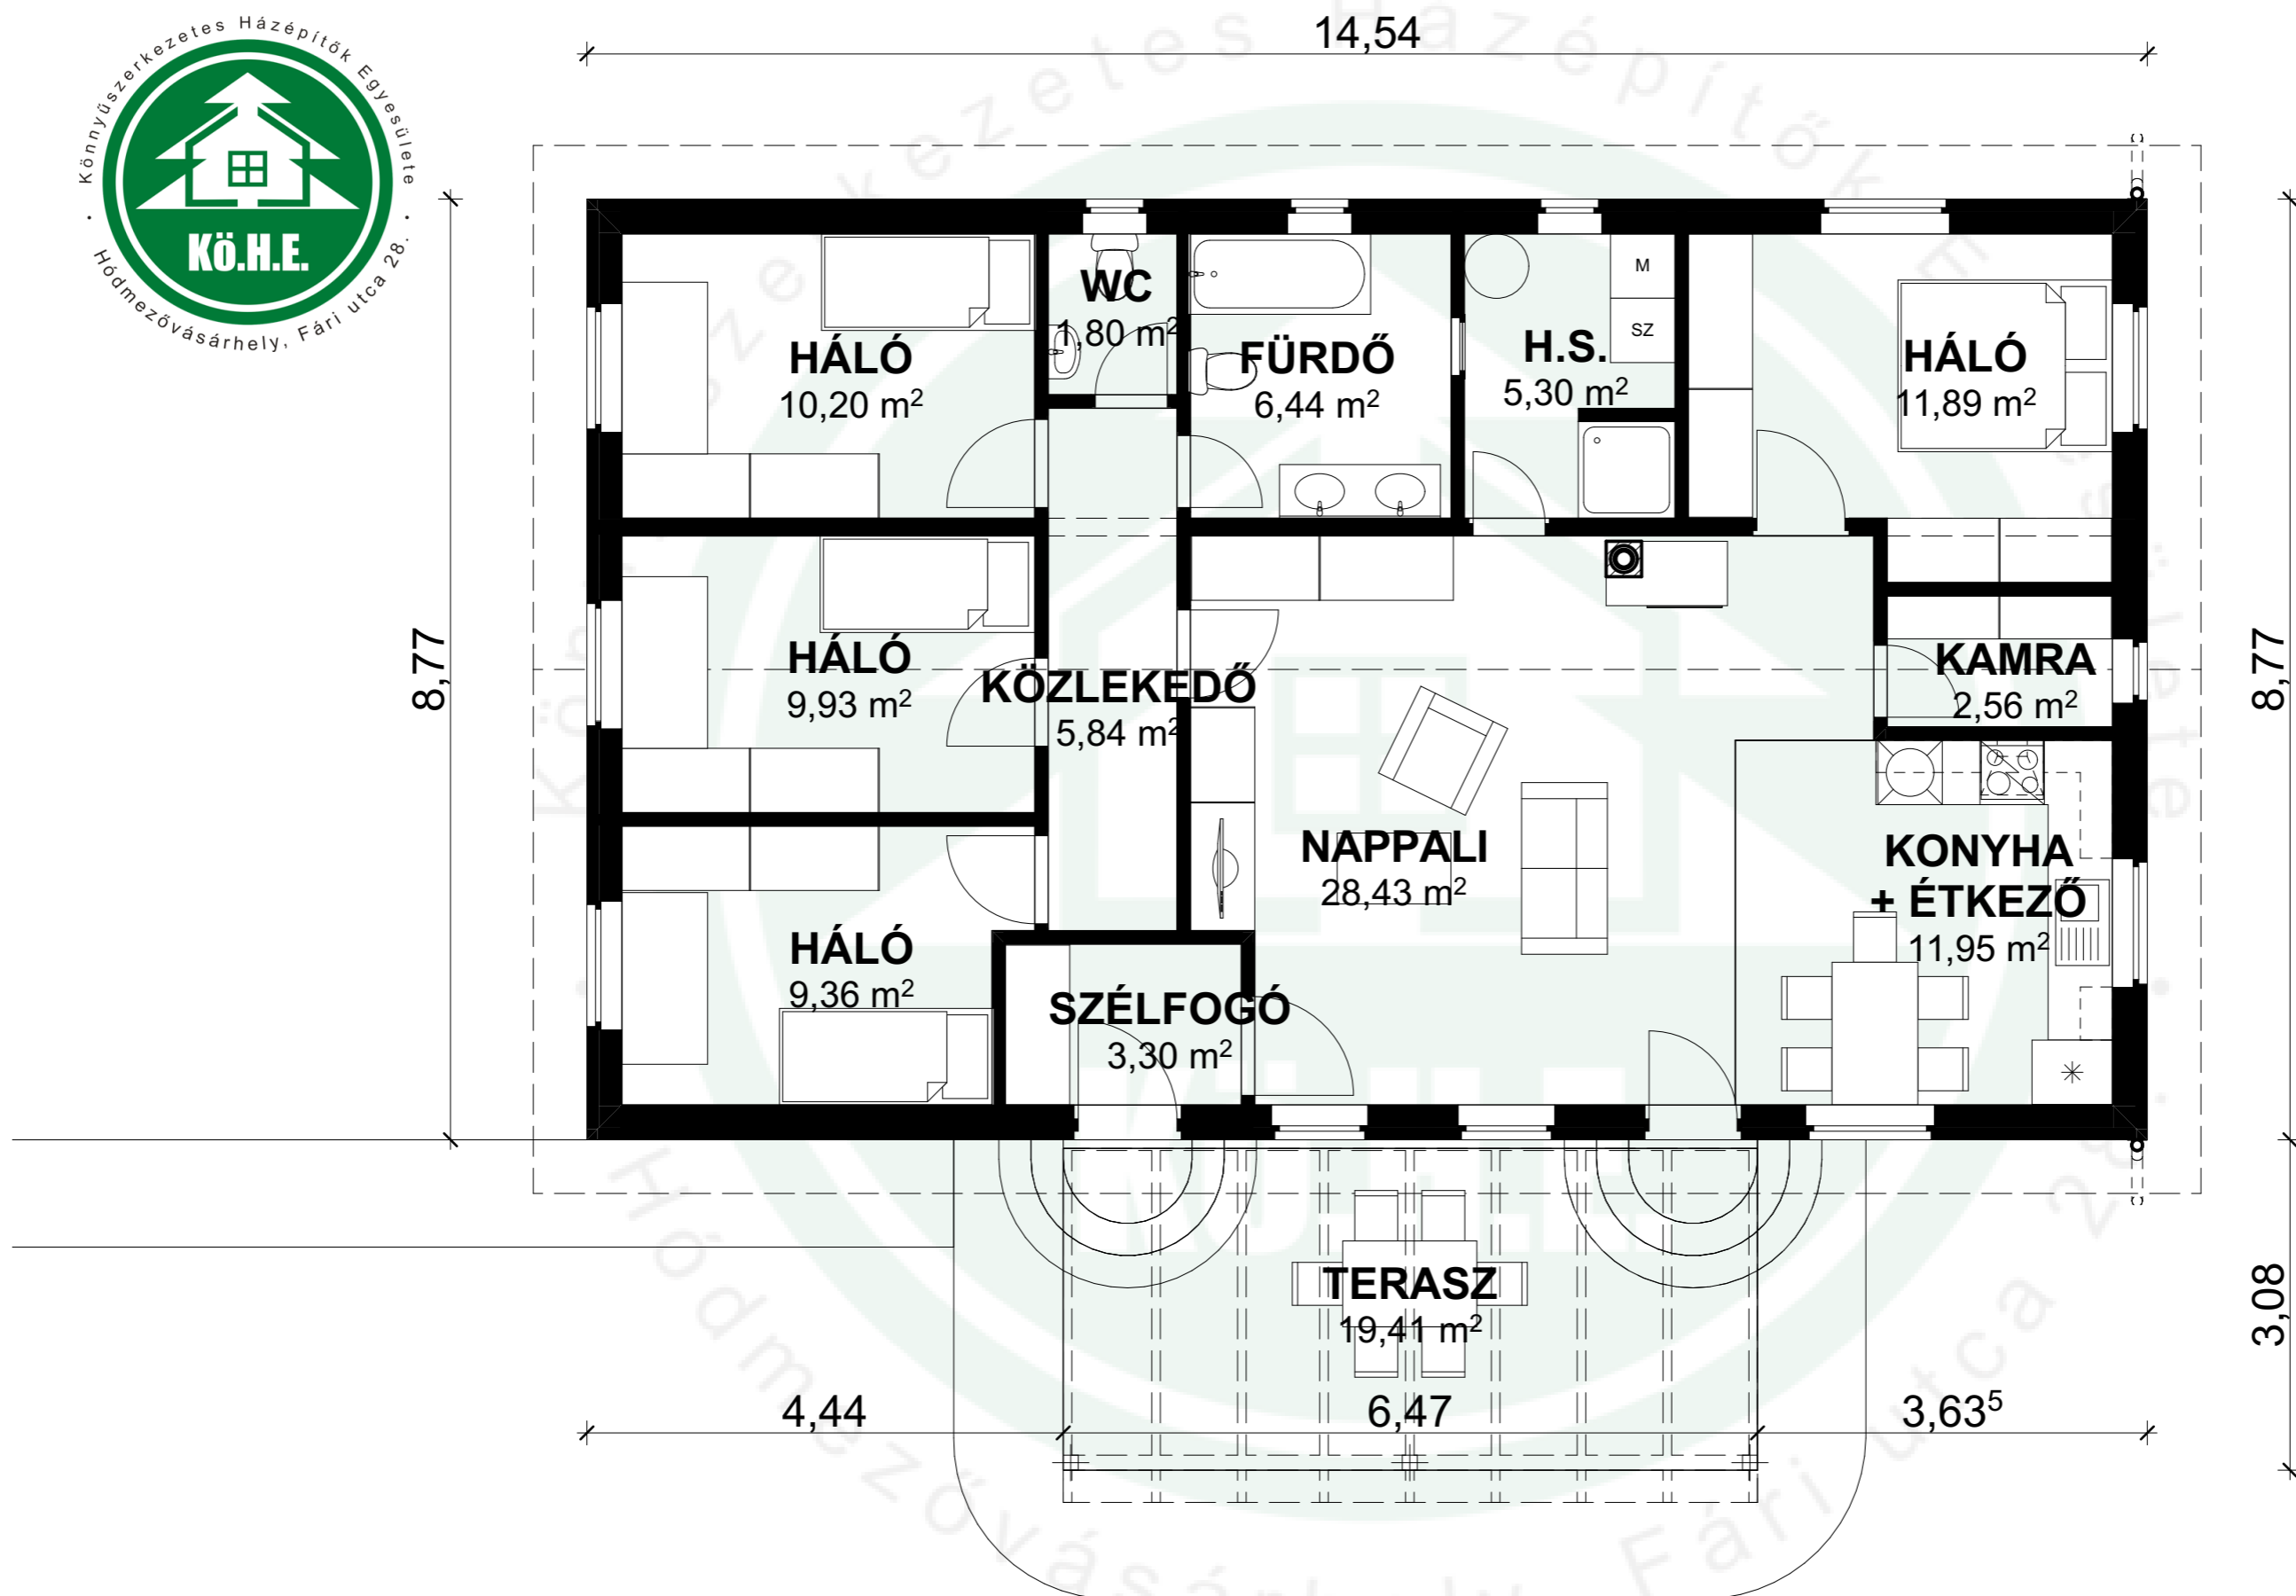 Könnyűszerkezetes Házépítők Egyesülete
Kö.H.E.
• Hódmezővásárhely, Fári utca 28. •
14,54
8,77
HÁLÓ
10,20 m²
WC
1,80 m²
FÜRDŐ
6,44 m²
H.S.
5,30 m²
M
SZ
HÁLÓ
11,89 m²
HÁLÓ
9,93 m²
KÖZLEKEDŐ
5,84 m²
KAMRA
2,56 m²
8,77
NAPPALI
28,43 m²
KONYHA
+ ÉTKEZŐ
11,95 m²
HÁLÓ
9,36 m²
SZÉLFOGÓ
3,30 m²
TERASZ
19,41 m²
3,08
4,44
6,47
3,63⁵